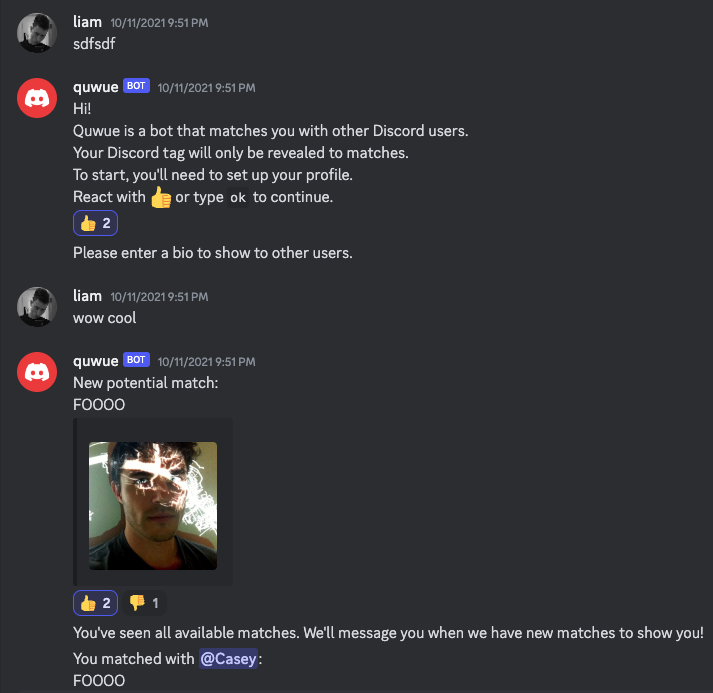 liam 10/11/2021 9:51 PM
sdfsdf
quwue BOT 10/11/2021 9:51 PM
Hi!
Quwue is a bot that matches you with other Discord users.
Your Discord tag will only be revealed to matches.
To start, you'll need to set up your profile.
React with 👍 or type ok to continue.
👍 2
Please enter a bio to show to other users.
liam 10/11/2021 9:51 PM
wow cool
quwue BOT 10/11/2021 9:51 PM
New potential match:
FOOOO
👍 2 👎 1
You've seen all available matches. We'll message you when we have new matches to show you!
You matched with @Casey:
FOOOO